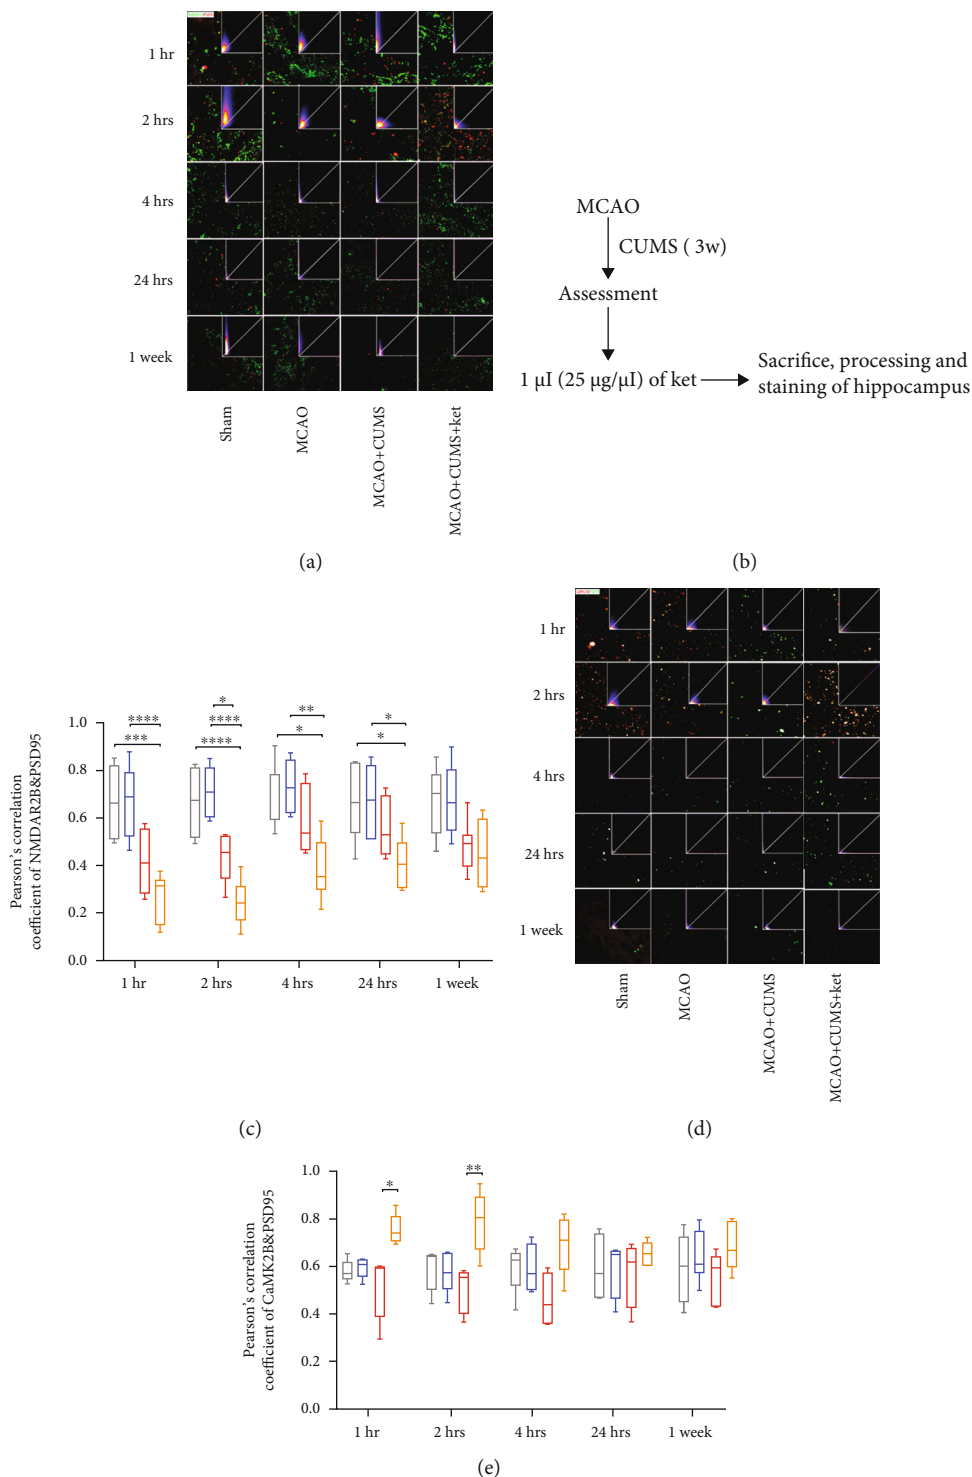 1 hr
2 hrs
4 hrs
24 hrs
1 week
Sham
MCAO
MCAO+CUMS
MCAO+CUMS+ket
(a)
MCAO
CUMS ( 3w)
Assessment
1 μI (25 μg/μI) of ket
Sacrifice, processing and
staining of hippocampus
(b)
Pearson's correlation
coefficient of NMDAR2B&PSD95
1.0
0.8
0.6
0.4
0.2
0.0
****
***
*
****
****
**
*
*
*
1 hr
2 hrs
4 hrs
24 hrs
1 week
(c)
1 hr
2 hrs
4 hrs
24 hrs
1 week
Sham
MCAO
MCAO+CUMS
MCAO+CUMS+ket
(d)
Pearson's correlation
coefficient of CaMK2B&PSD95
1.0
0.8
0.6
0.4
0.2
0.0
*
**
1 hr
2 hrs
4 hrs
24 hrs
1 week
(e)